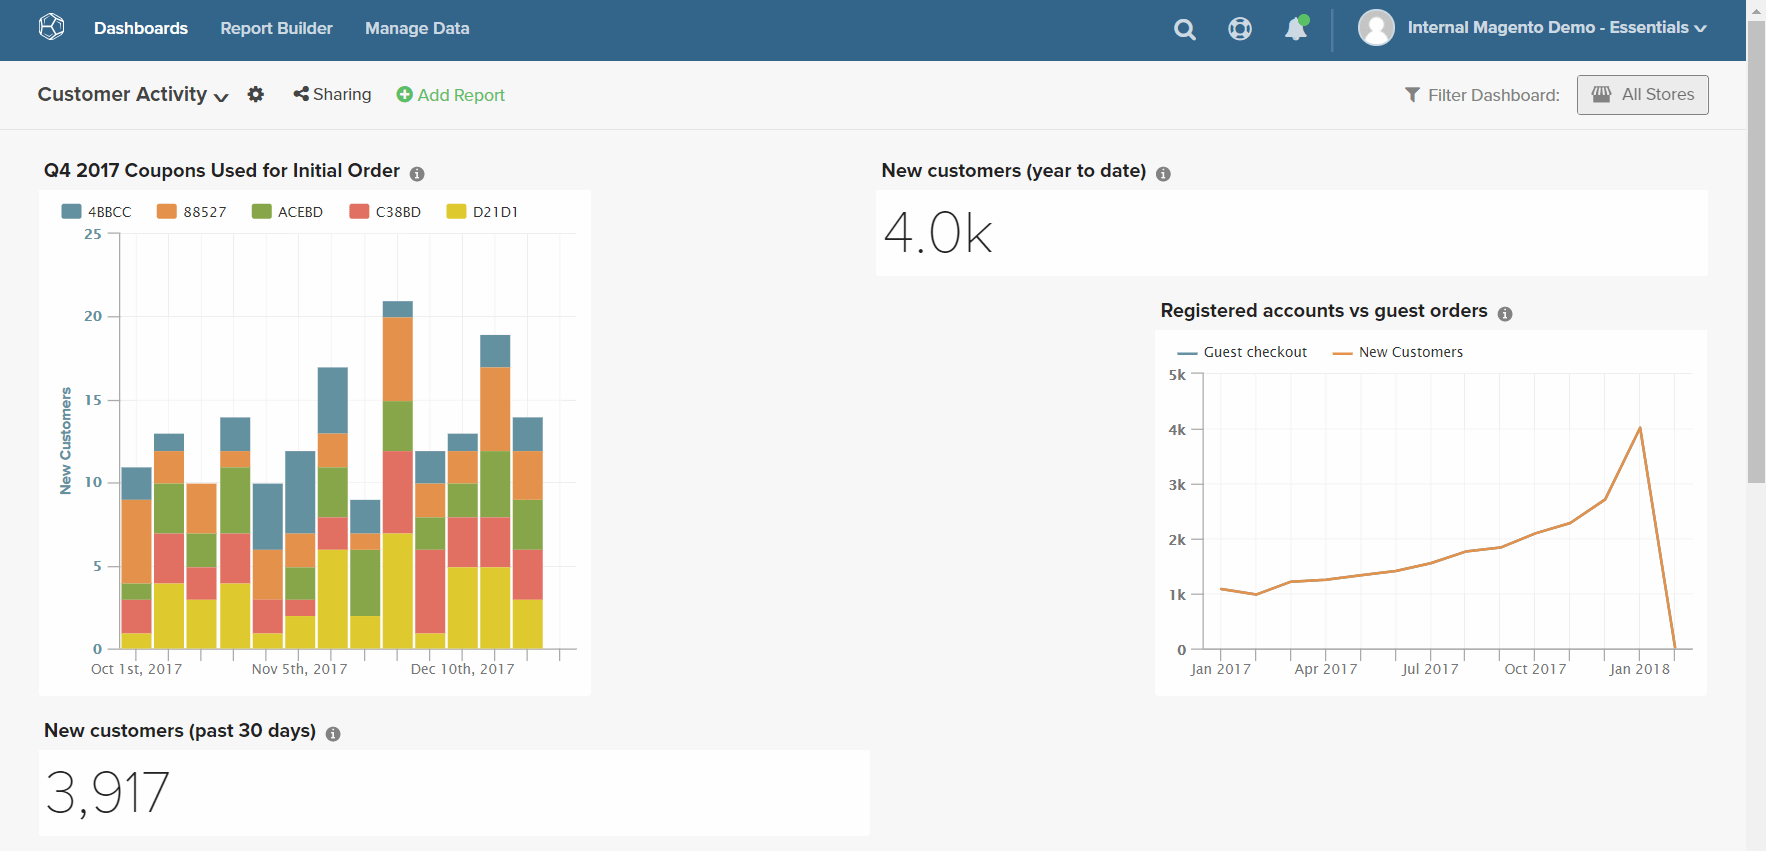 Dashboards Report Builder Manage Data Internal Magento Demo - Essentials
Customer Activity Sharing Add Report Filter Dashboard: All Stores
Q4 2017 Coupons Used for Initial Order
4BBCC 88527 ACEBD C38BD D21D1
25
20
15
10
5
0
New Customers
Oct 1st, 2017 Nov 5th, 2017 Dec 10th, 2017
New customers (year to date)
4.0k
Registered accounts vs guest orders
Guest checkout New Customers
5k
4k
3k
2k
1k
0
Jan 2017 Apr 2017 Jul 2017 Oct 2017 Jan 2018
New customers (past 30 days)
3,917